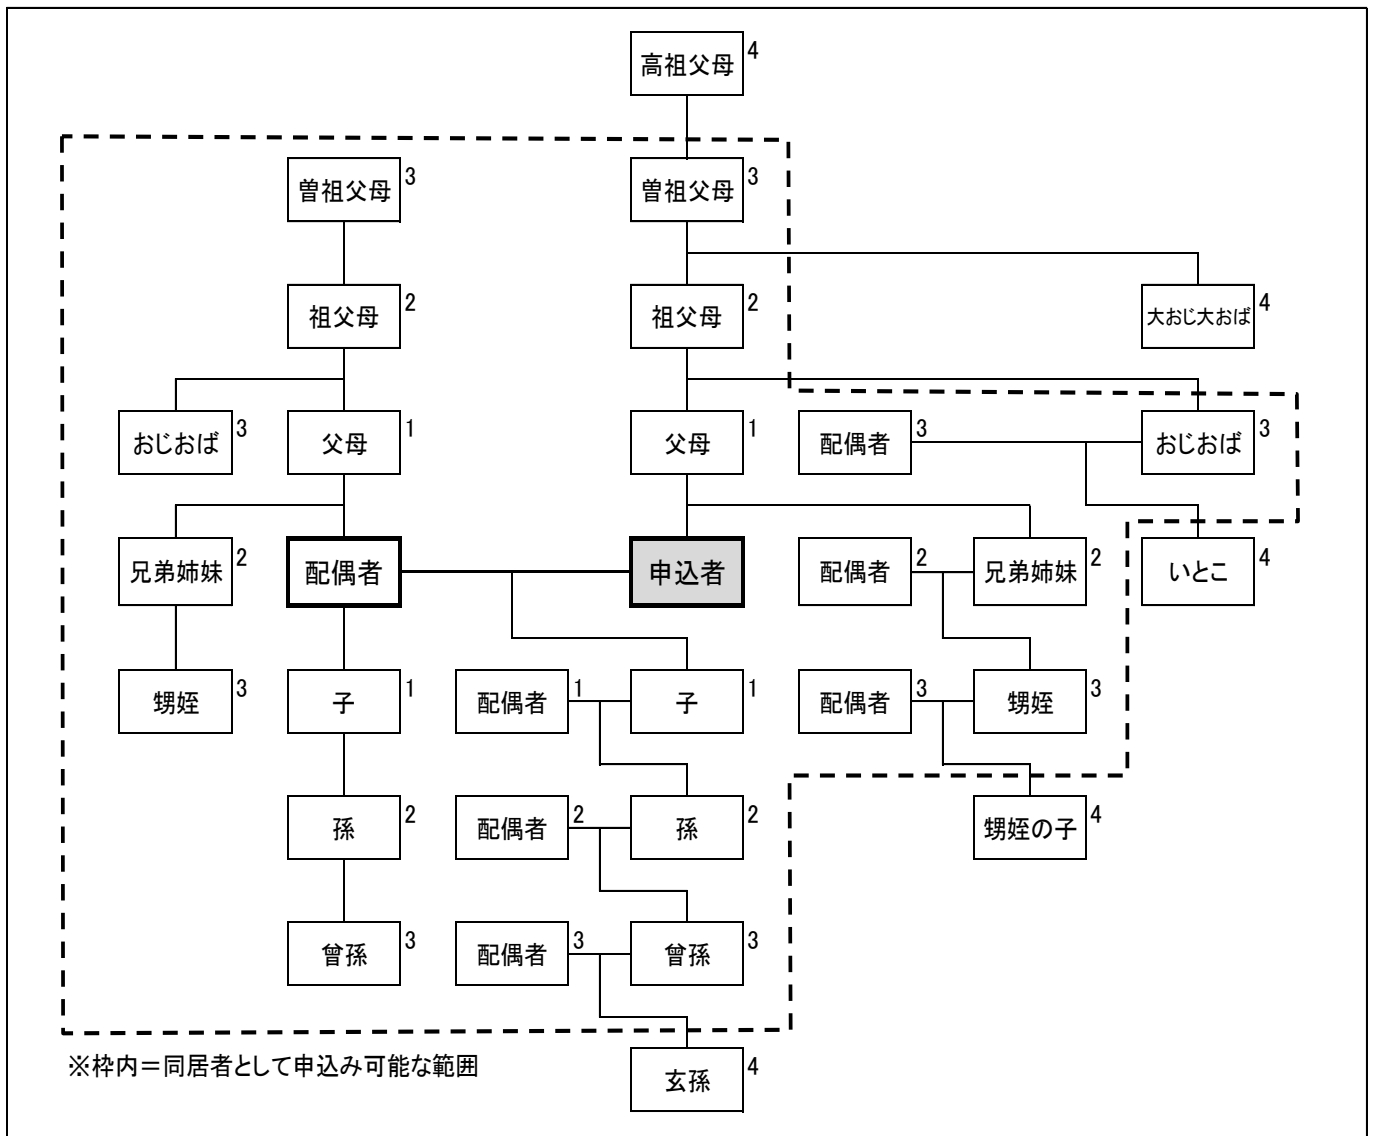 高祖父母 4
曽祖父母 3
曽祖父母 3
祖父母 2
祖父母 2
大おじ大おば 4
おじおば 3
父母 1
父母 1
配偶者 3
おじおば 3
兄弟姉妹 2
配偶者
申込者
配偶者 2
兄弟姉妹 2
いとこ 4
甥姪 3
子 1
配偶者 1
子 1
配偶者 3
甥姪 3
孫 2
配偶者 2
孫 2
甥姪の子 4
曾孫 3
配偶者 3
曾孫 3
※枠内＝同居者として申込み可能な範囲
玄孫 4